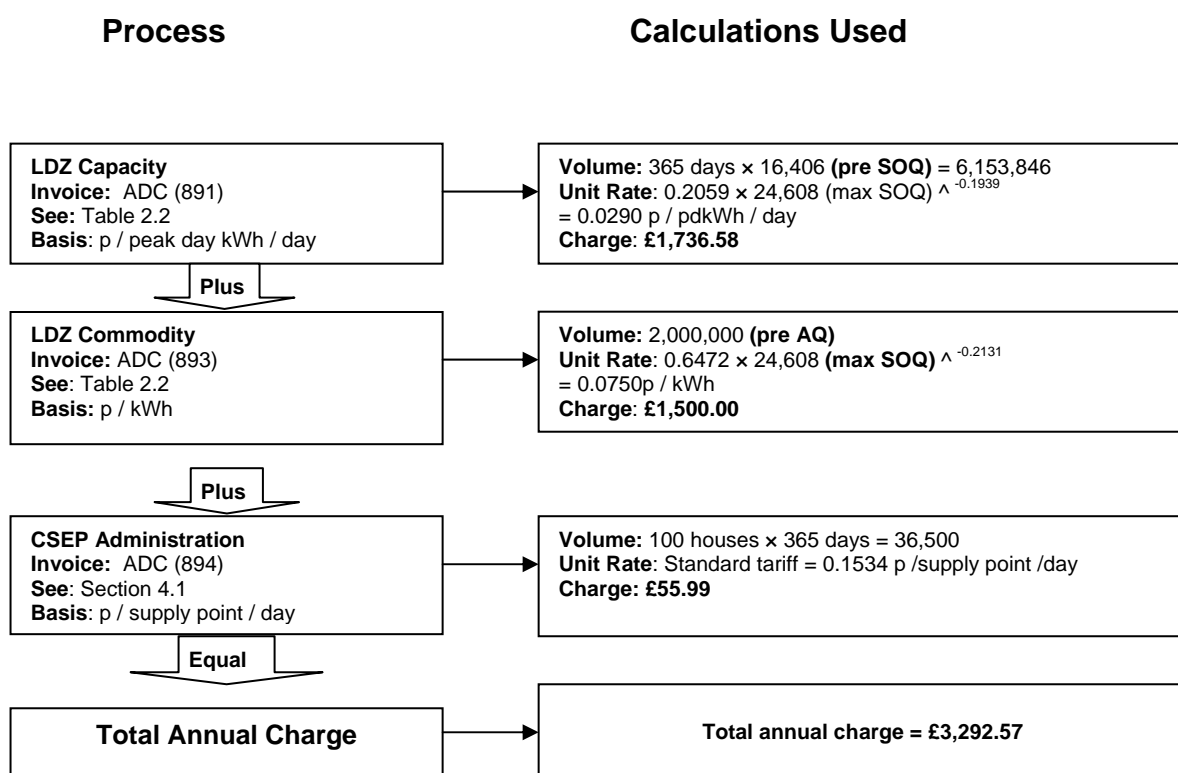 Process
Calculations Used
LDZ Capacity
Invoice: ADC (891)
See: Table 2.2
Basis: p / peak day kWh / day
Volume: 365 days × 16,406 (pre SOQ) = 6,153,846
Unit Rate: 0.2059 × 24,608 (max SOQ) ^ -0.1939
= 0.0290 p / pdkWh / day
Charge: £1,736.58
Plus
LDZ Commodity
Invoice: ADC (893)
See: Table 2.2
Basis: p / kWh
Volume: 2,000,000 (pre AQ)
Unit Rate: 0.6472 × 24,608 (max SOQ) ^ -0.2131
= 0.0750p / kWh
Charge: £1,500.00
Plus
CSEP Administration
Invoice: ADC (894)
See: Section 4.1
Basis: p / supply point / day
Volume: 100 houses × 365 days = 36,500
Unit Rate: Standard tariff = 0.1534 p /supply point /day
Charge: £55.99
Equal
Total Annual Charge
Total annual charge = £3,292.57